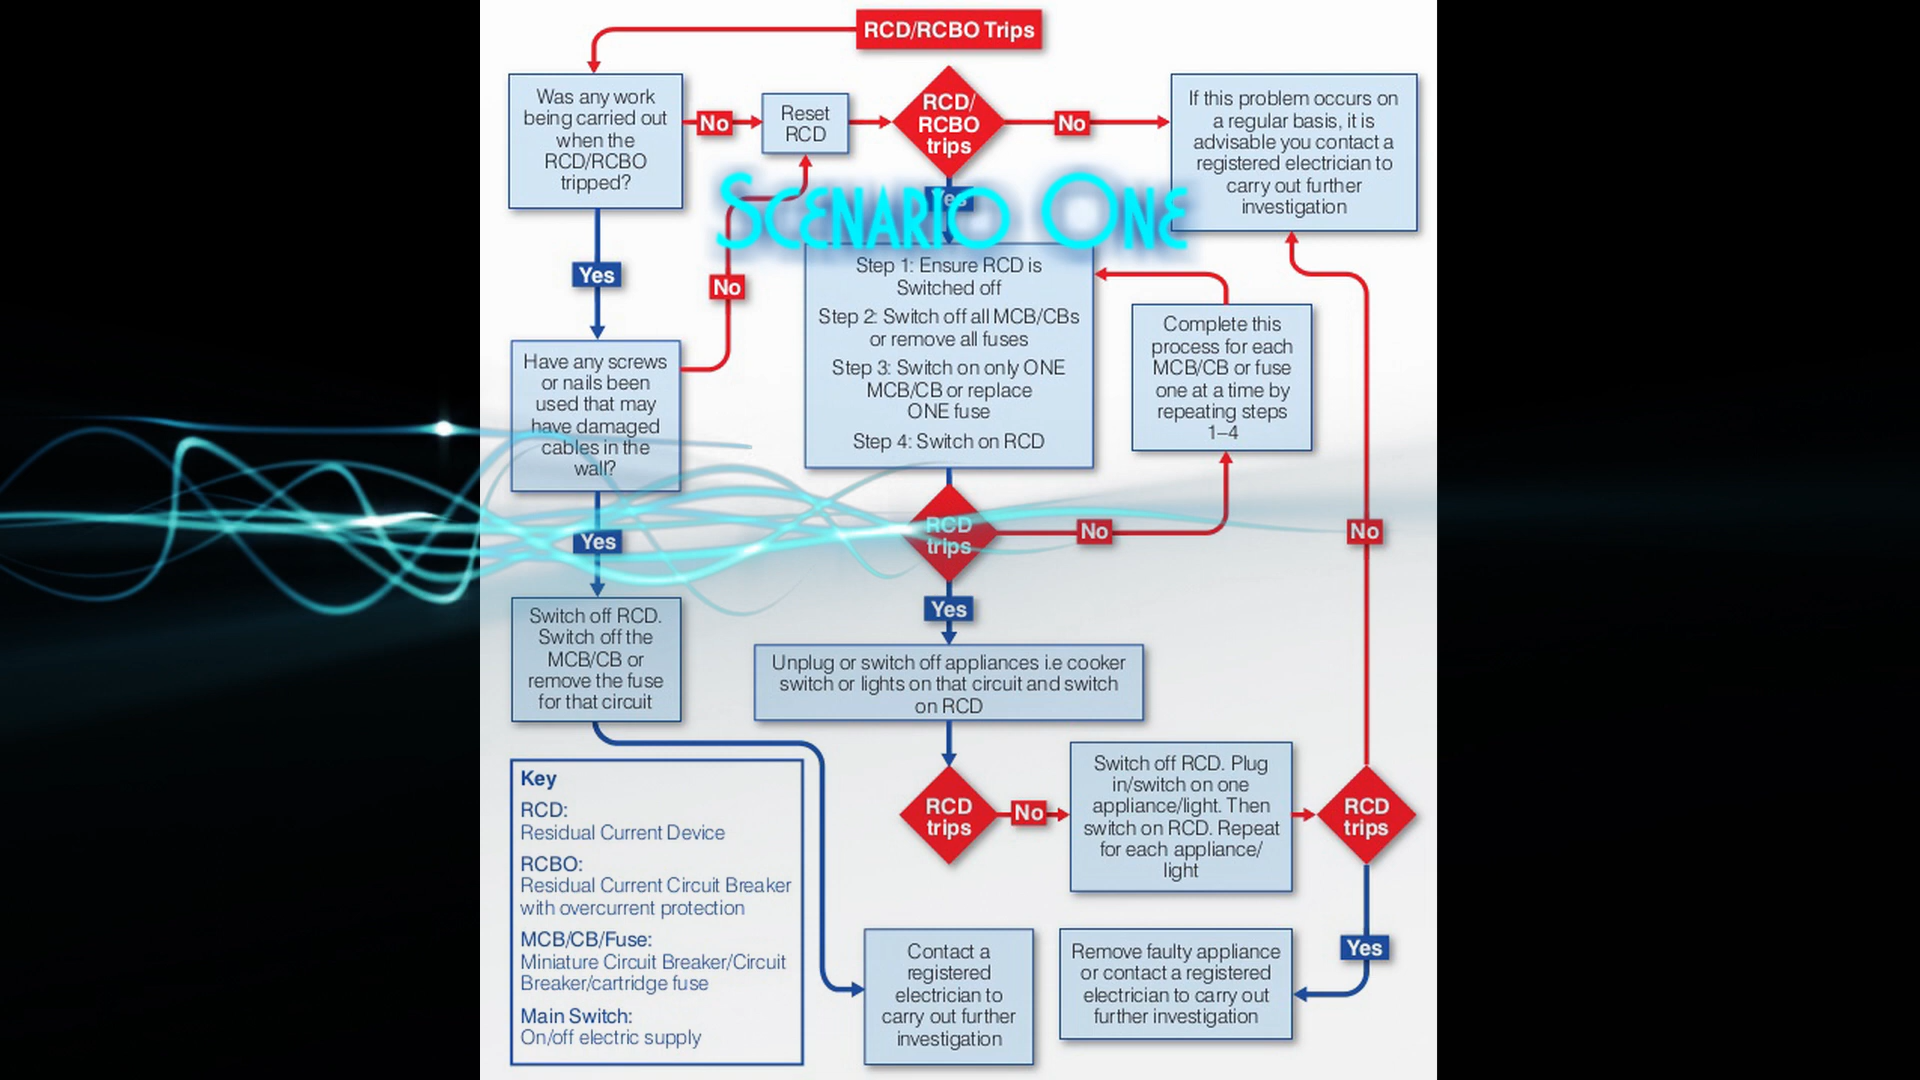 RCD/RCBO Trips
Was any work
being carried out
when the
RCD/RCBO
tripped?
No
Reset
RCD
RCD/
RCBO
trips
No
If this problem occurs on
a regular basis, it is
advisable you contact a
registered electrician to
carry out further
investigation
Yes
Scenario One
Yes
No
Step 1: Ensure RCD is
Switched off
Step 2: Switch off all MCB/CBs
or remove all fuses
Step 3: Switch on only ONE
MCB/CB or replace
ONE fuse
Step 4: Switch on RCD
Complete this
process for each
MCB/CB or fuse
one at a time by
repeating steps
1–4
Have any screws
or nails been
used that may
have damaged
cables in the
wall?
RCD
trips
No
No
Yes
Yes
Switch off RCD.
Switch off the
MCB/CB or
remove the fuse
for that circuit
Unplug or switch off appliances i.e cooker
switch or lights on that circuit and switch
on RCD
RCD
trips
No
Switch off RCD. Plug
in/switch on one
appliance/light. Then
switch on RCD. Repeat
for each appliance/
light
RCD
trips
Yes
Key
RCD:
Residual Current Device
RCBO:
Residual Current Circuit Breaker
with overcurrent protection
MCB/CB/Fuse:
Miniature Circuit Breaker/Circuit
Breaker/cartridge fuse
Main Switch:
On/off electric supply
Contact a
registered
electrician to
carry out further
investigation
Remove faulty appliance
or contact a registered
electrician to carry out
further investigation